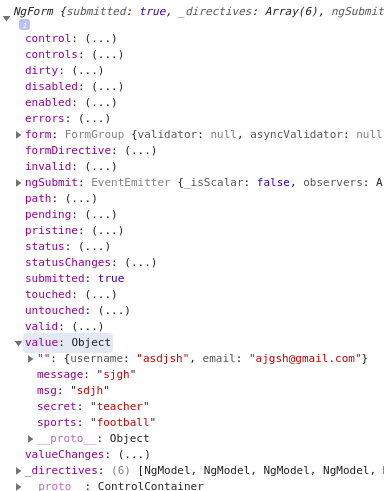 NgForm {submitted: true, _directives: Array(6), ngSubmit
i
control: (...)
controls: (...)
dirty: (...)
disabled: (...)
enabled: (...)
errors: (...)
form: FormGroup {validator: null, asyncValidator: null
formDirective: (...)
invalid: (...)
ngSubmit: EventEmitter {_isScalar: false, observers: A
path: (...)
pending: (...)
pristine: (...)
status: (...)
statusChanges: (...)
submitted: true
touched: (...)
untouched: (...)
valid: (...)
value: Object
"": {username: "asdjsh", email: "ajgsh@gmail.com"}
message: "sjgh"
msg: "sdjh"
secret: "teacher"
sports: "football"
__proto__: Object
valueChanges: (...)
_directives: (6) [NgModel, NgModel, NgModel, NgModel,
__proto__: ControlContainer